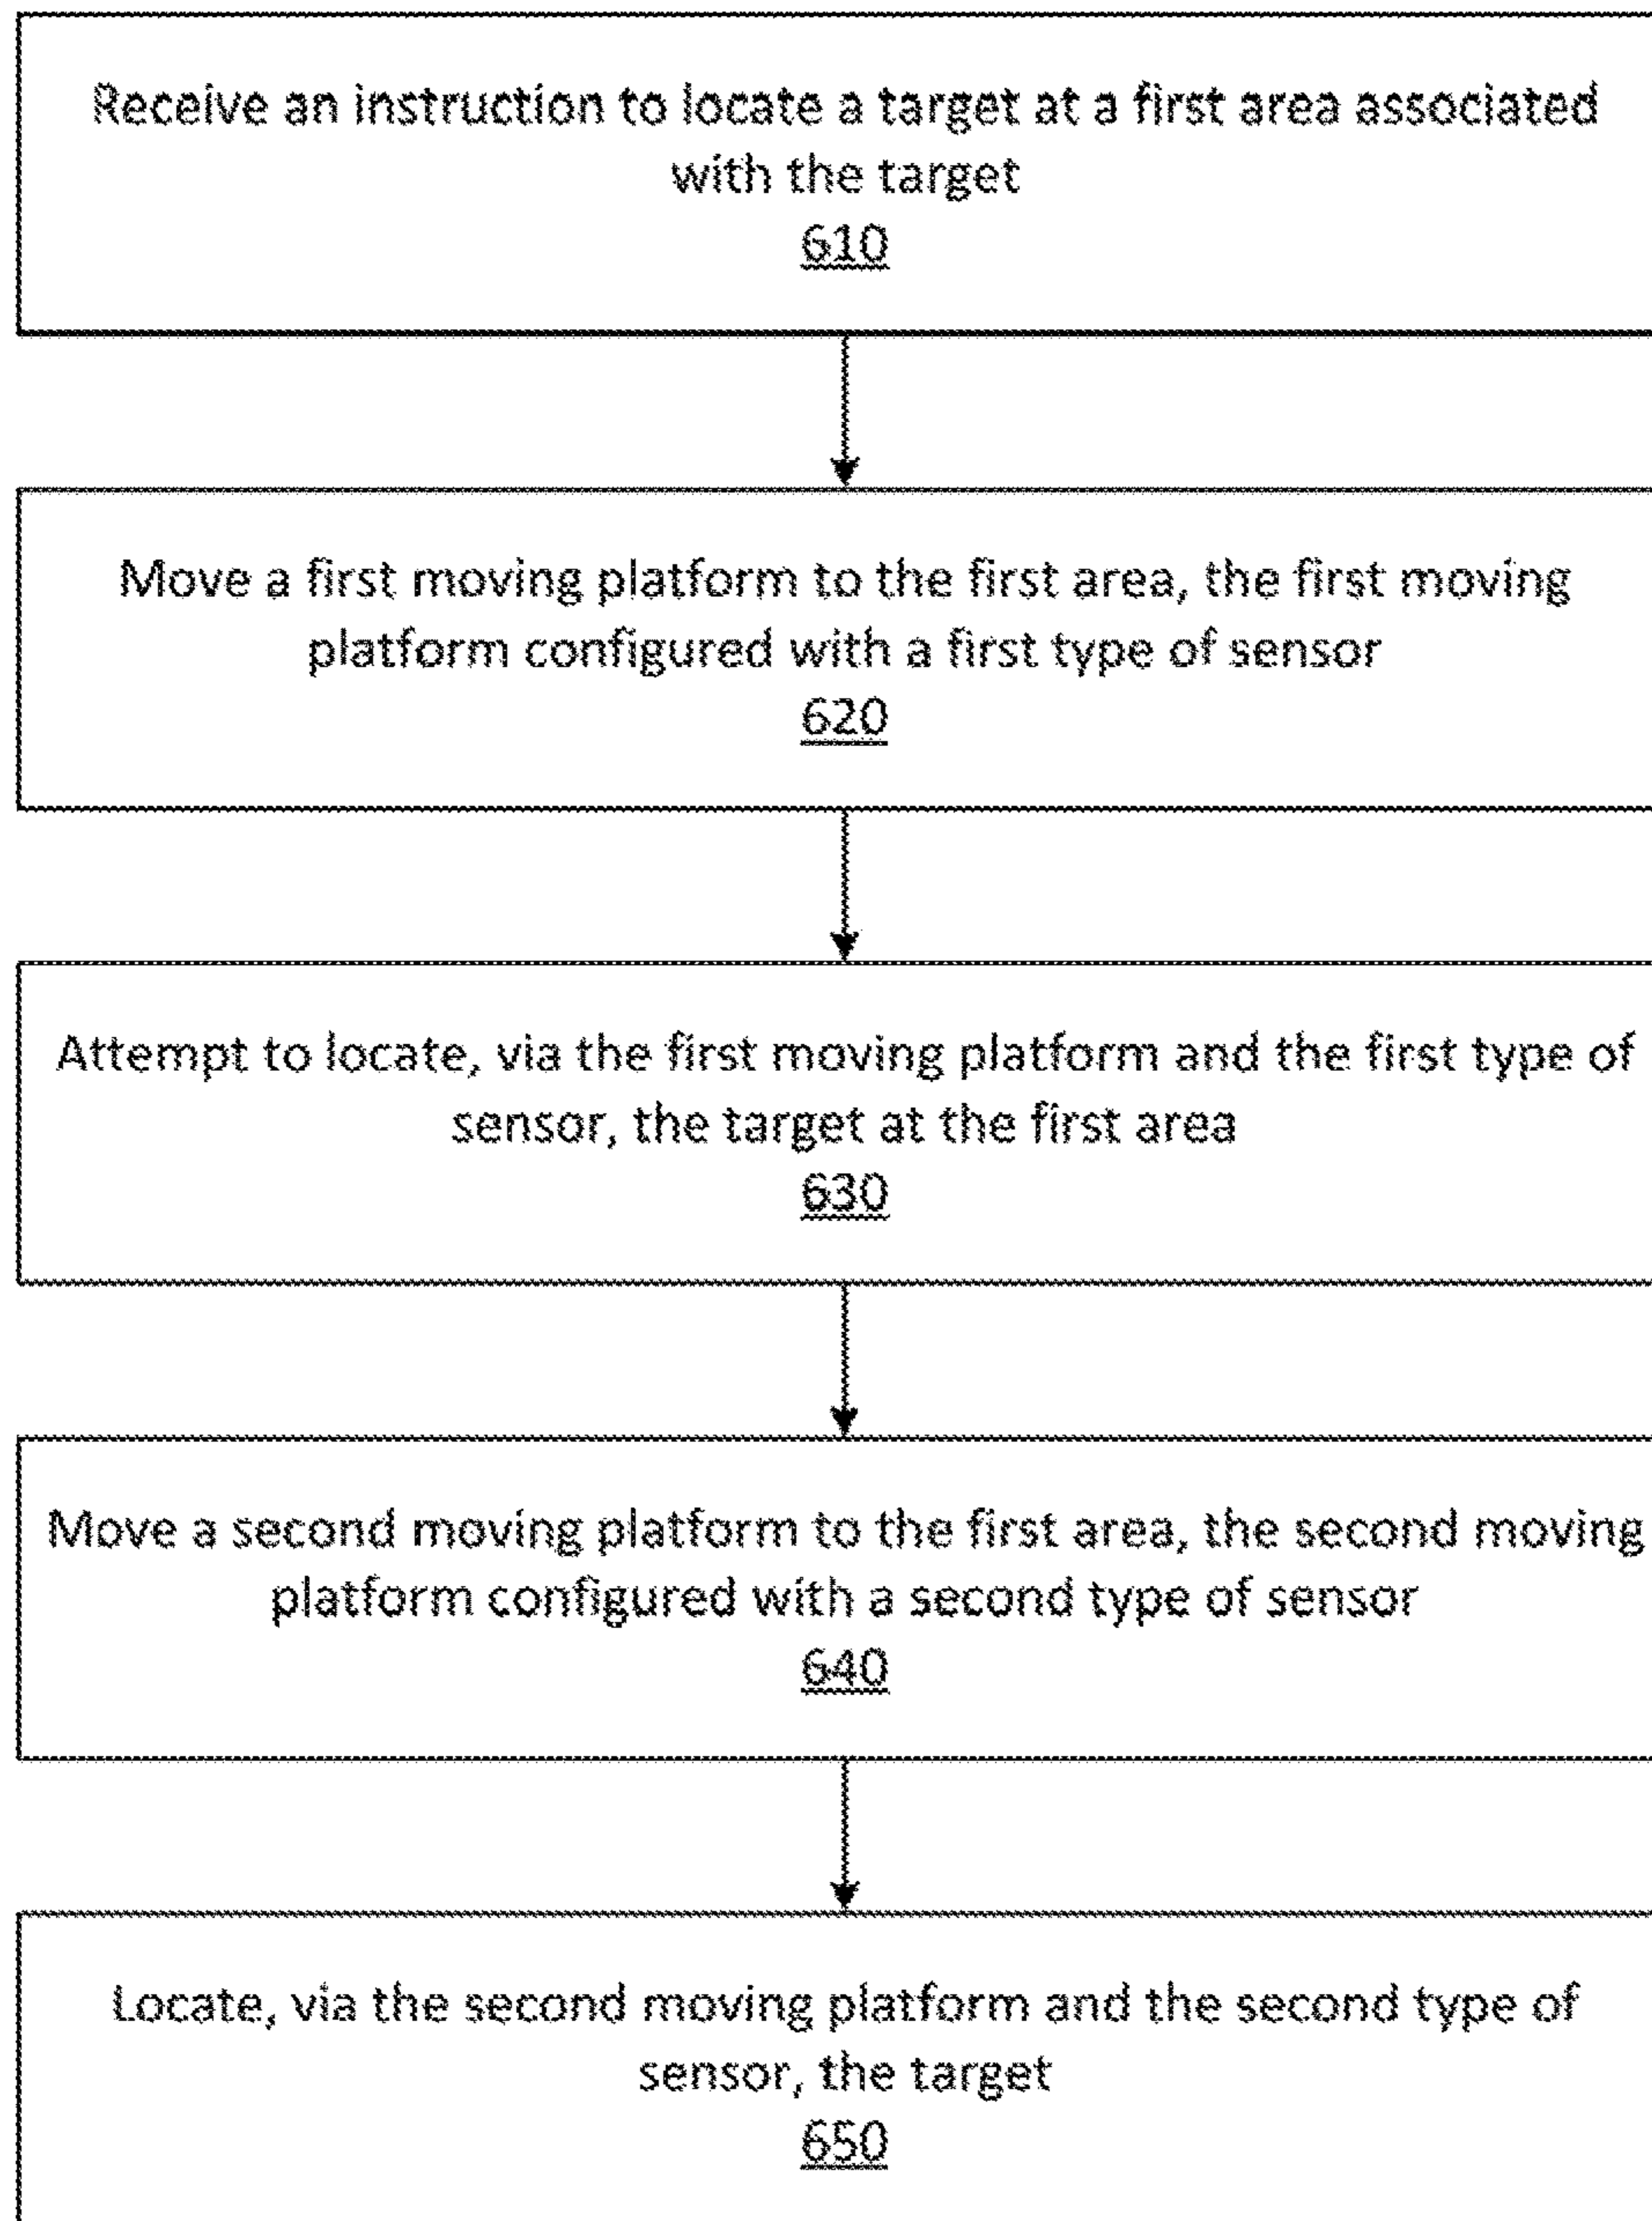 Receive an instruction to locate a target at a first area associated
with the target
610
Move a first moving platform to the first area, the first moving
platform configured with a first type of sensor
620
Attempt to locate, via the first moving platform and the first type of
sensor, the target at the first area
630
Move a second moving platform to the first area, the second moving
platform configured with a second type of sensor
640
Locate, via the second moving platform and the second type of
sensor, the target
650